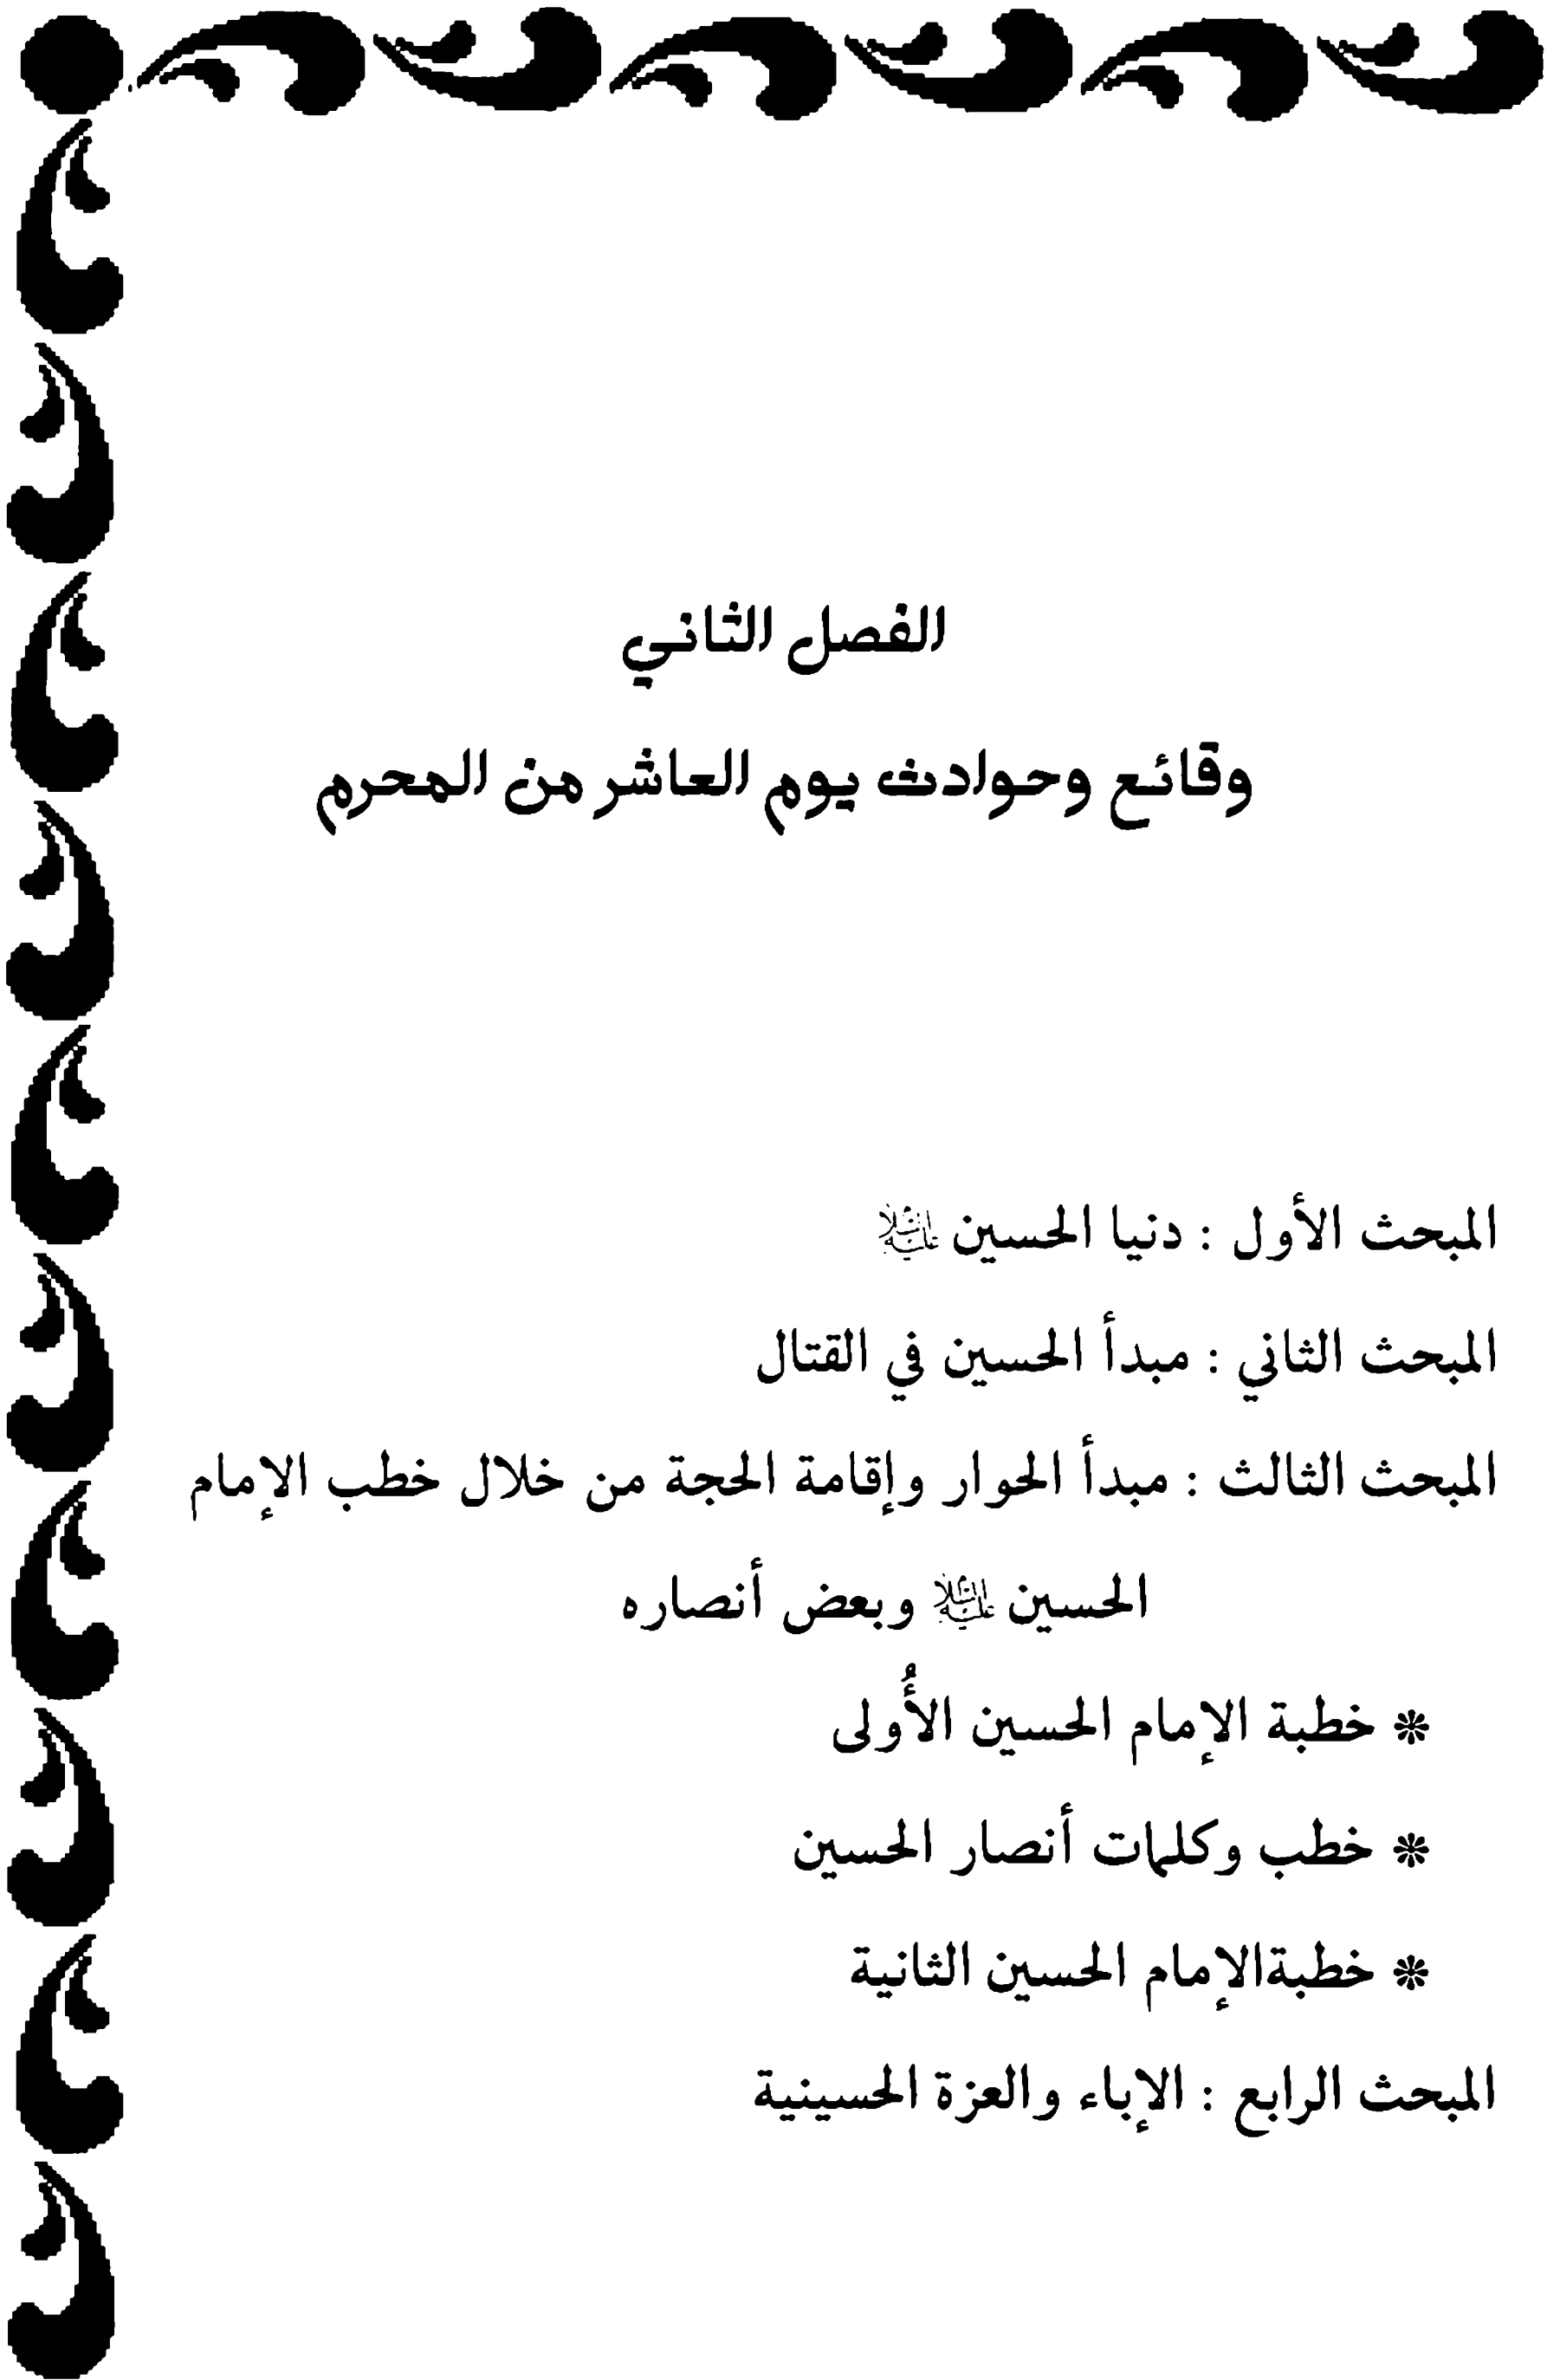 الفصل الثاني
وقائع وحوادث يوم العاشر من المحرم
المبحث الأول : دنيا الحسين عليه السلام
المبحث الثاني : مبدأ الحسين في القتال
المبحث الثالث : مبدأ الحوار وإقامة الحجة من خلال خطب الإمام
الحسين عليه السلام وبعض أنصاره
* خطبة الإمام الحسين الأُولى
* خطب وكلمات أنصار الحسين
* خطبةالإمام الحسين الثانية
المبحث الرابع : الإباء والعزة الحسينية